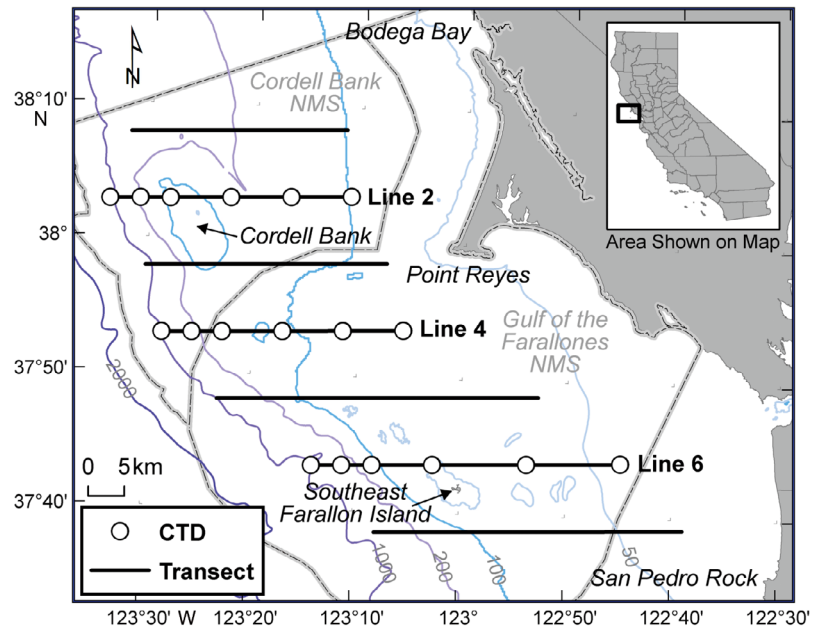 Bodega Bay
N
Cordell Bank
NMS
38°10'
N
Line 2
38°
Cordell Bank
Area Shown on Map
Point Reyes
Line 4
Gulf of the
Farallones
NMS
37°50'
2000
0 5 km
Line 6
37°40'
Southeast
Farallon Island
CTD
Transect
1000
200
100
50
San Pedro Rock
123°30' W
123°20'
123°10'
123°
122°50'
122°40'
122°30'